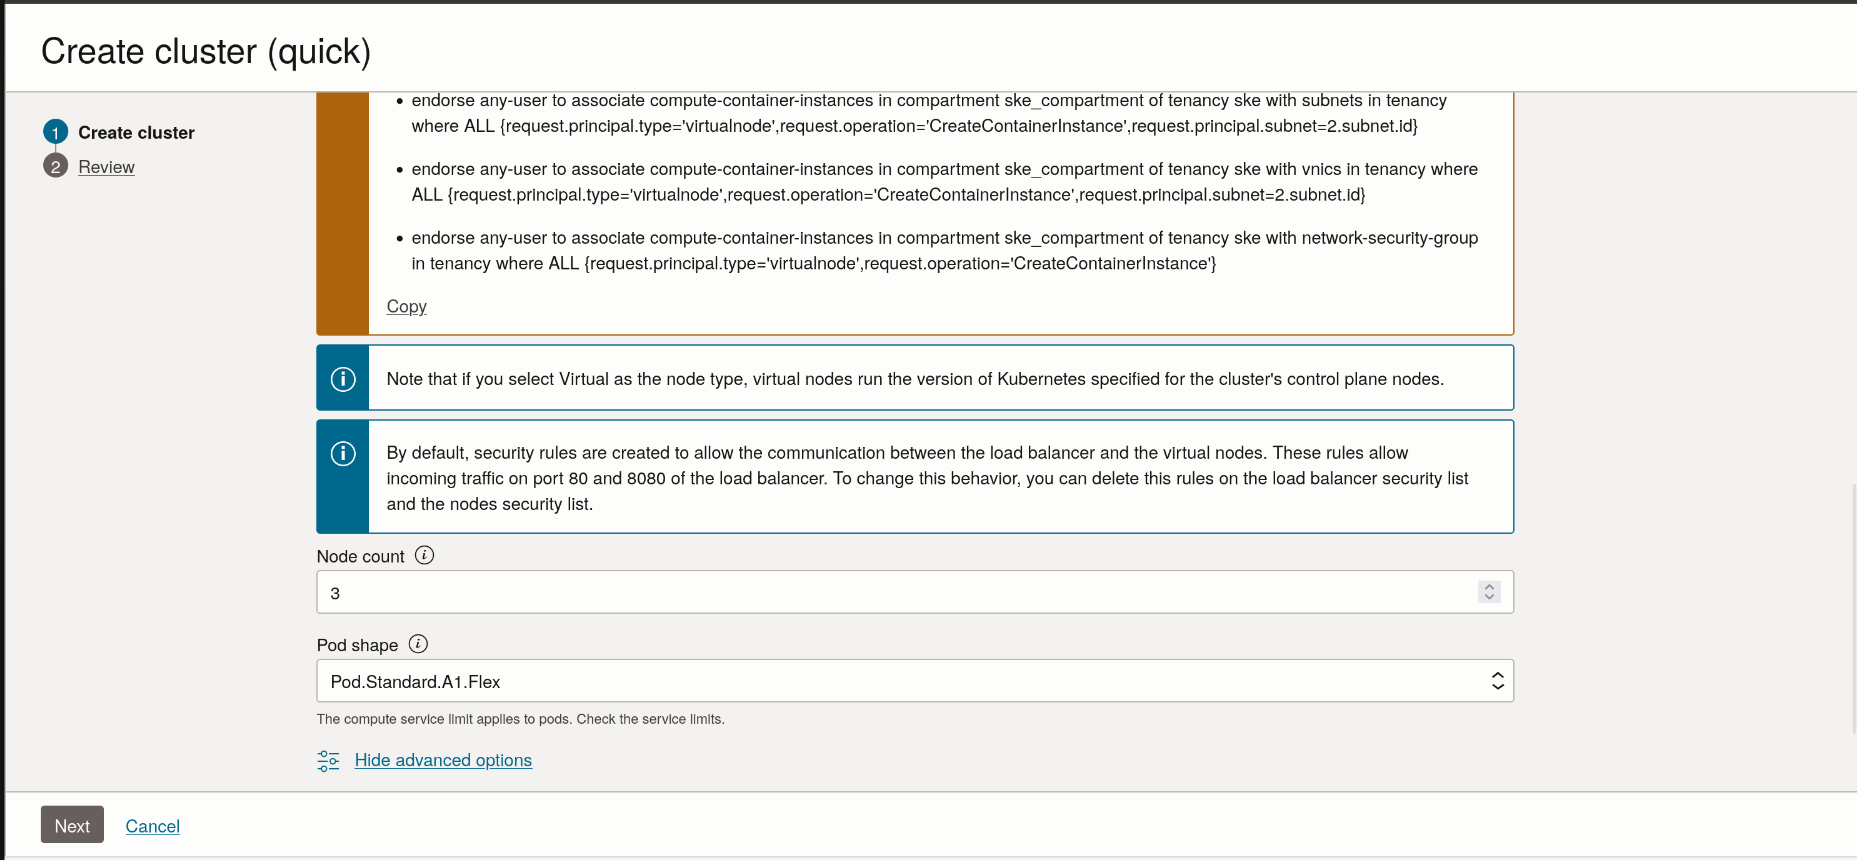 Create cluster (quick)
1 Create cluster
2 Review
• endorse any-user to associate compute-container-instances in compartment ske_compartment of tenancy ske with subnets in tenancy
where ALL {request.principal.type='virtualnode',request.operation='CreateContainerInstance',request.principal.subnet=2.subnet.id}
• endorse any-user to associate compute-container-instances in compartment ske_compartment of tenancy ske with vnics in tenancy where
ALL {request.principal.type='virtualnode',request.operation='CreateContainerInstance',request.principal.subnet=2.subnet.id}
• endorse any-user to associate compute-container-instances in compartment ske_compartment of tenancy ske with network-security-group
in tenancy where ALL {request.principal.type='virtualnode',request.operation='CreateContainerInstance'}
Copy
Note that if you select Virtual as the node type, virtual nodes run the version of Kubernetes specified for the cluster's control plane nodes.
By default, security rules are created to allow the communication between the load balancer and the virtual nodes. These rules allow
incoming traffic on port 80 and 8080 of the load balancer. To change this behavior, you can delete this rules on the load balancer security list
and the nodes security list.
Node count
3
Pod shape
Pod.Standard.A1.Flex
The compute service limit applies to pods. Check the service limits.
Hide advanced options
Next Cancel